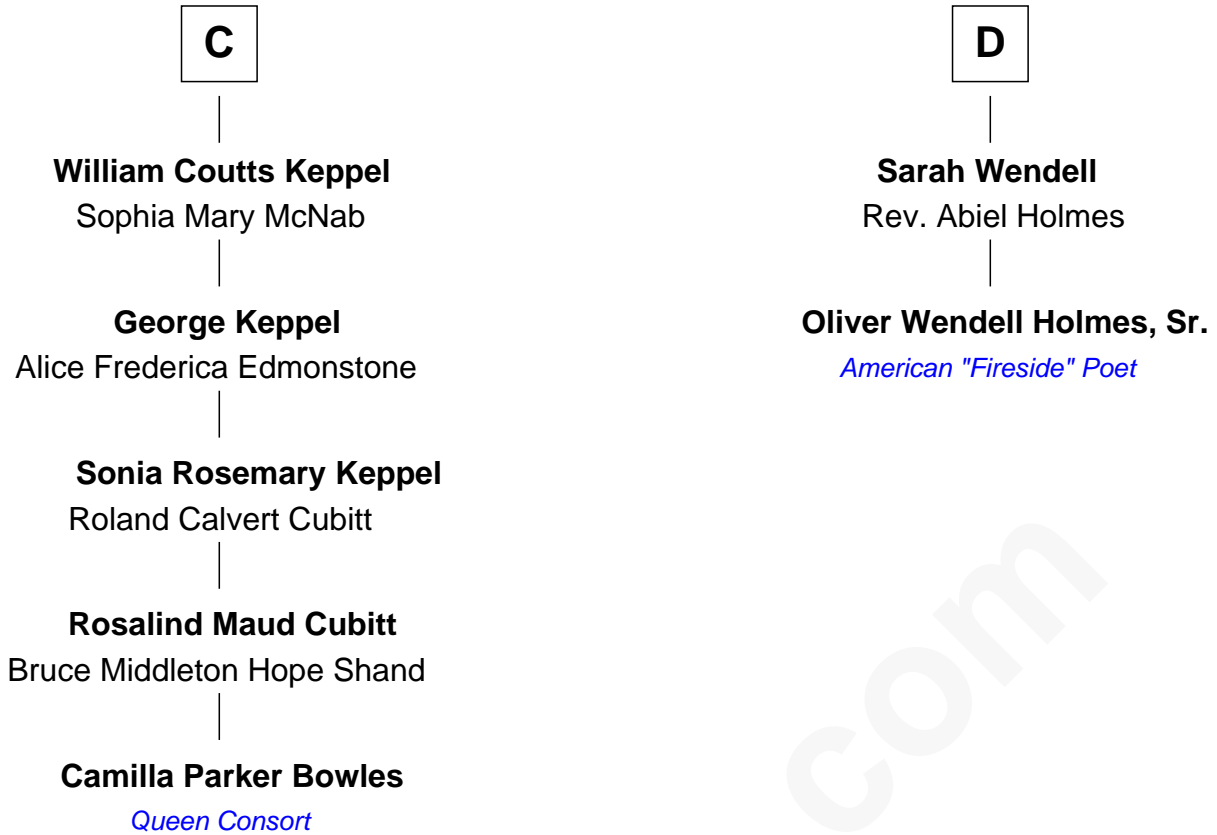 C
William Coutts Keppel
Sophia Mary McNab
George Keppel
Alice Frederica Edmonstone
Sonia Rosemary Keppel
Roland Calvert Cubitt
Rosalind Maud Cubitt
Bruce Middleton Hope Shand
Camilla Parker Bowles
Queen Consort
D
Sarah Wendell
Rev. Abiel Holmes
Oliver Wendell Holmes, Sr.
American "Fireside" Poet
com